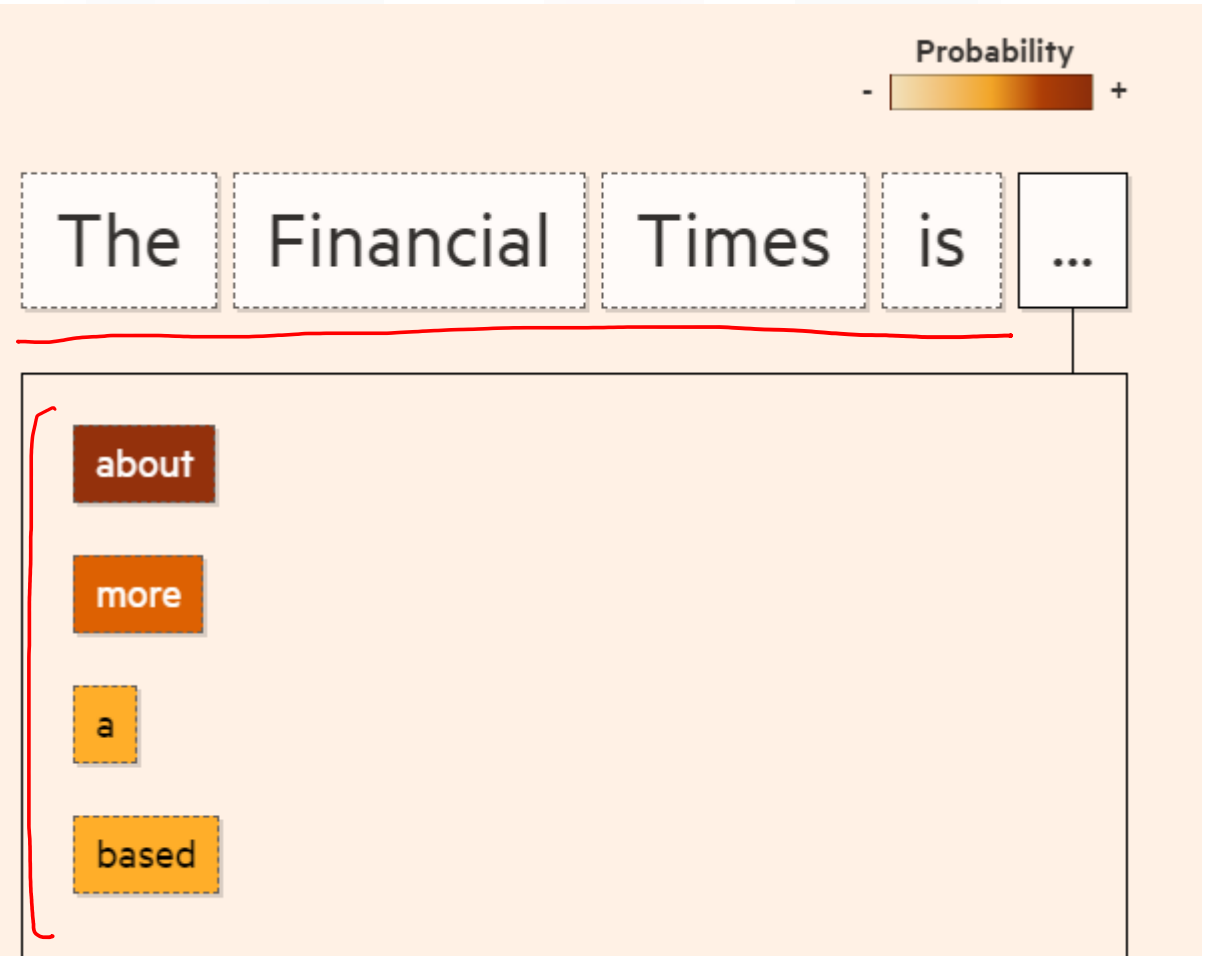 Probability
- +
The Financial Times is ...
about
more
a
based